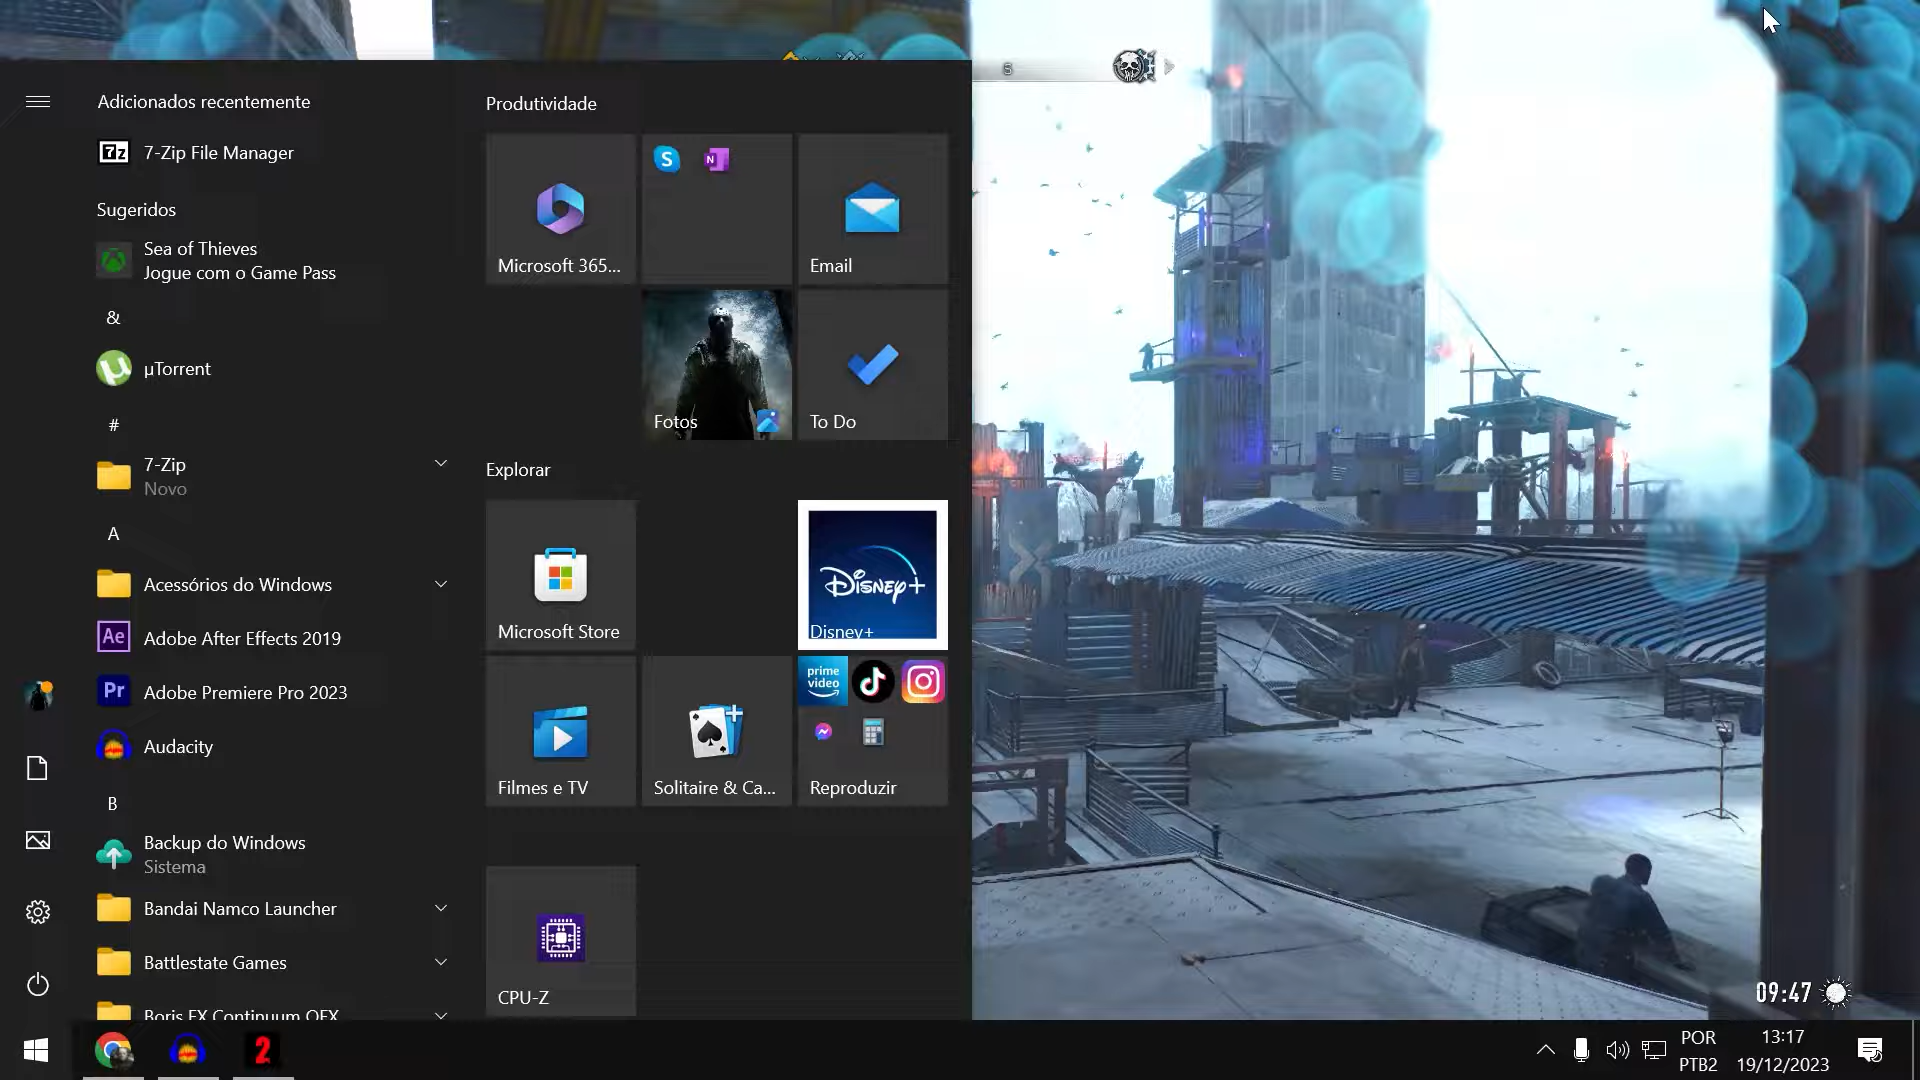 Adicionados recentemente
7-Zip File Manager
Sugeridos
Sea of Thieves
Jogue com o Game Pass
&
µTorrent
#
7-Zip
Novo
A
Acessórios do Windows
Adobe After Effects 2019
Adobe Premiere Pro 2023
Audacity
B
Backup do Windows
Sistema
Bandai Namco Launcher
Battlestate Games
Boris FX Continuum OFX
Produtividade
Microsoft 365...
Email
Fotos
To Do
Explorar
Microsoft Store
Disney+
Disney+
Filmes e TV
Solitaire & Ca...
prime video
Reproduzir
CPU-Z
S
09:47
2
POR
PTB2
13:17
19/12/2023